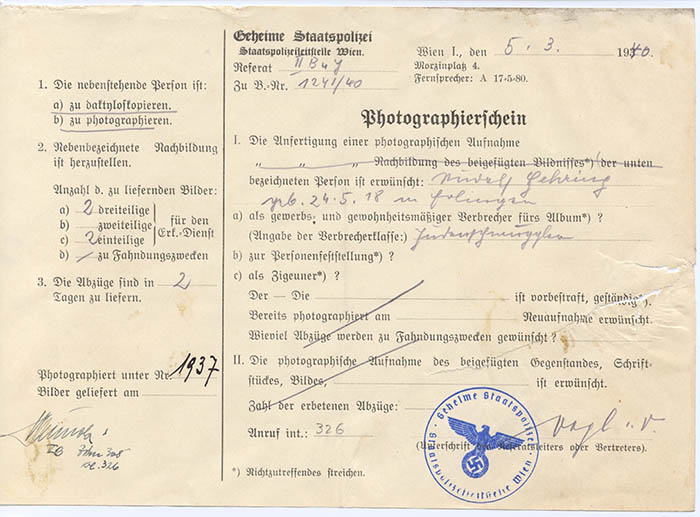 1. Die nebenstehende Person ist:
a) zu daktyloskopieren.
b) zu photographieren.
2. Nebenbezeichnete Nachbildung
ist herzustellen.
Anzahl d. zu liefernden Bilder:
a) 2 dreiteilige
b) zweiteilige
c) 2 einteilige
d) zu Fahndungszwecken
für den
Erk.-Dienst
3. Die Abzüge sind in 2
Tagen zu liefern.
Photographiert unter Nr. 1937
Bilder geliefert am
326
Geheime Staatspolizei
Staatspolizeileitstelle Wien.
Referat II B 4 J
Zu B.-Nr. 1241/40
Wien I., den 5. 3. 1940.
Morzinplatz 4.
Fernsprecher: A 17-5-80.
Photographierschein
I. Die Anfertigung einer photographischen Aufnahme
„ „ „ Nachbildung des beigefügten Bildnisses*) der unten
bezeichneten Person ist erwünscht: Rudolf Gehring
geb. 24.5.18 in
a) als gewerbs- und gewohnheitsmäßiger Verbrecher fürs Album*) ?
(Angabe der Verbrecherklasse:) Judenschmuggler
b) zur Personenfeststellung*) ?
c) als Zigeuner*) ?
Der — Die ist vorbestraft, geständig*).
Bereits photographiert am Neuaufnahme erwünscht.
Wieviel Abzüge werden zu Fahndungszwecken gewünscht ?
II. Die photographische Aufnahme des beigefügten Gegenstandes, Schrift-
stückes, Bildes, ist erwünscht.
Zahl der erbetenen Abzüge:
Anruf int.: 326
(Unterschrift des Referatsleiters oder Vertreters).
*) Nichtzutreffendes streichen.
Geheime Staatspolizei
Staatspolizeileitstelle Wien